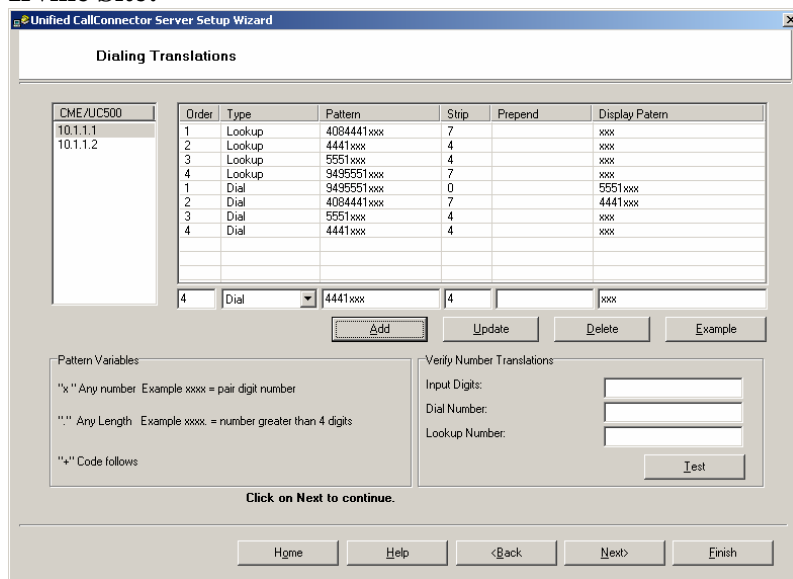 Unified CallConnector Server Setup Wizard
Dialing Translations
CME/UC500
10.1.1.1
10.1.1.2
Order Type Pattern Strip Prepend Display Patern
1 Lookup 4084441xxx 7 xxx
2 Lookup 4441xxx 4 xxx
3 Lookup 5551xxx 4 xxx
4 Lookup 9495551xxx 7 xxx
1 Dial 9495551xxx 0 5551xxx
2 Dial 4084441xxx 7 4441xxx
3 Dial 5551xxx 4 xxx
4 Dial 4441xxx 4 xxx
4 Dial 4441xxx 4 xxx
Add Update Delete Example
Pattern Variables
"x " Any number Example xxxx = pair digit number
"." Any Length Example xxxx. = number greater than 4 digits
"+" Code follows
Verify Number Translations
Input Digits:
Dial Number:
Lookup Number:
Test
Click on Next to continue.
Home Help <Back Next> Finish